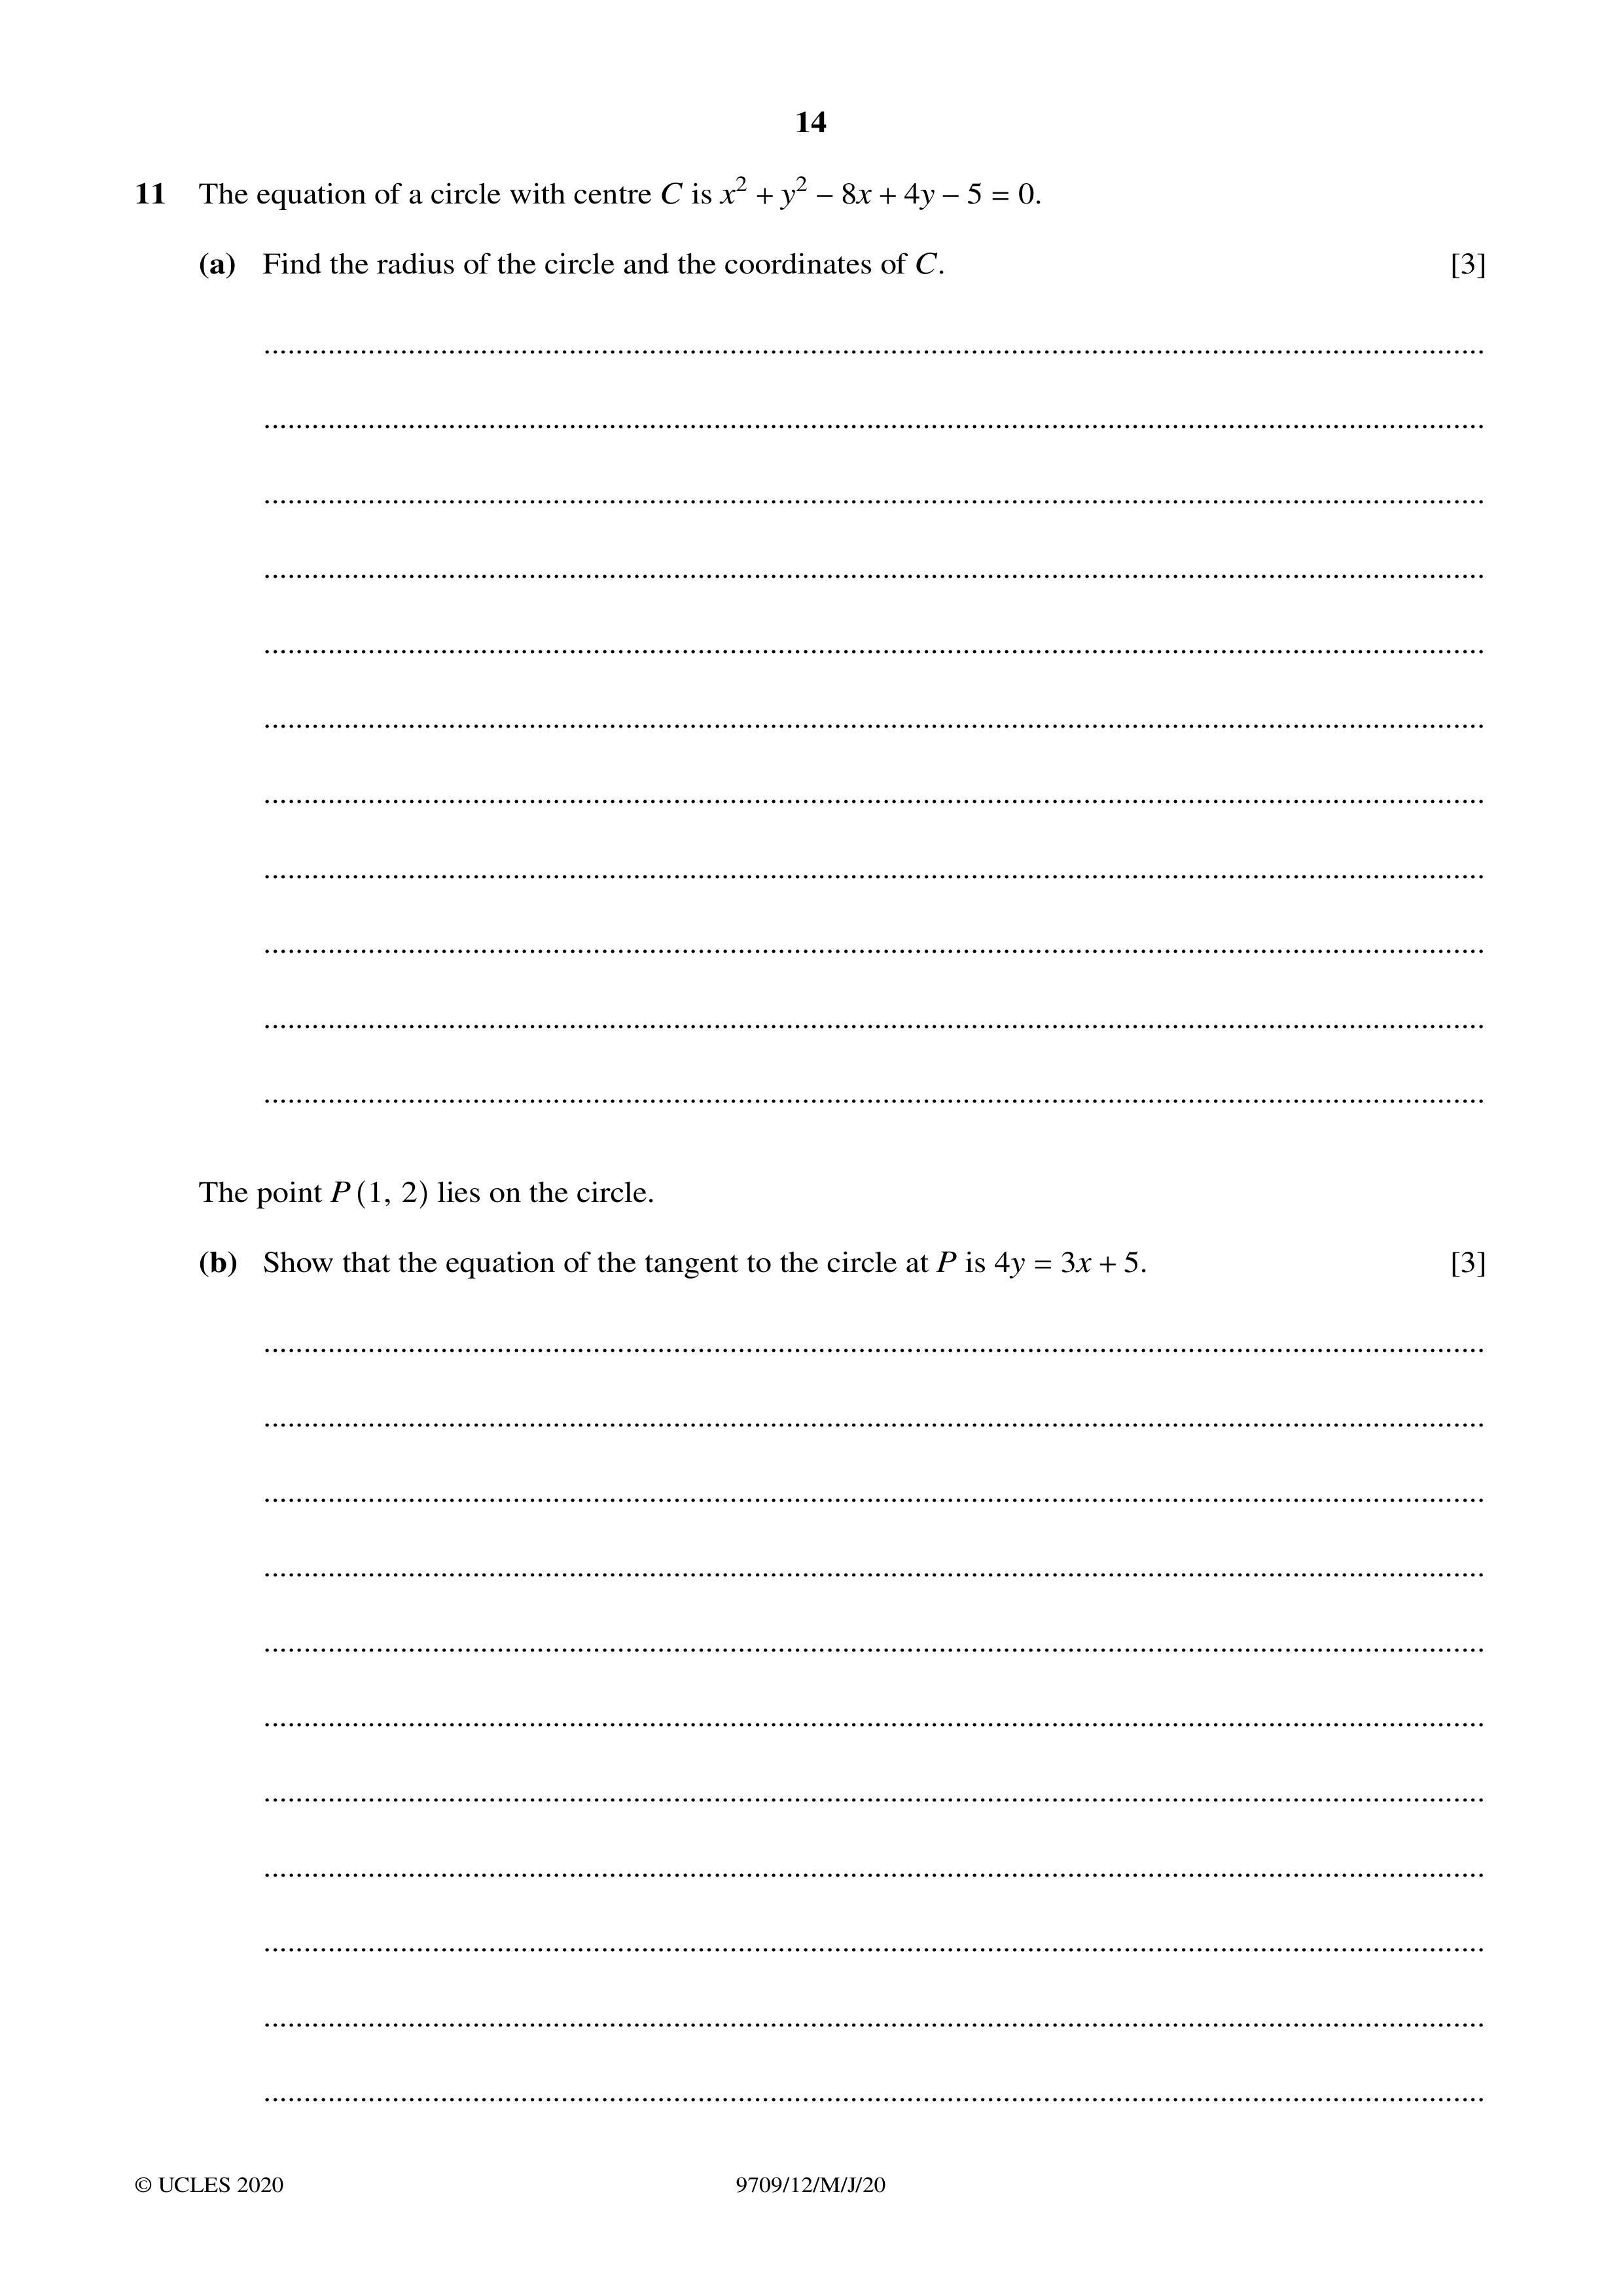 14
11 The equation of a circle with centre C is x² + y² − 8x + 4y − 5 = 0.
(a) Find the radius of the circle and the coordinates of C. [3]
The point P(1, 2) lies on the circle.
(b) Show that the equation of the tangent to the circle at P is 4y = 3x + 5. [3]
© UCLES 2020 9709/12/M/J/20